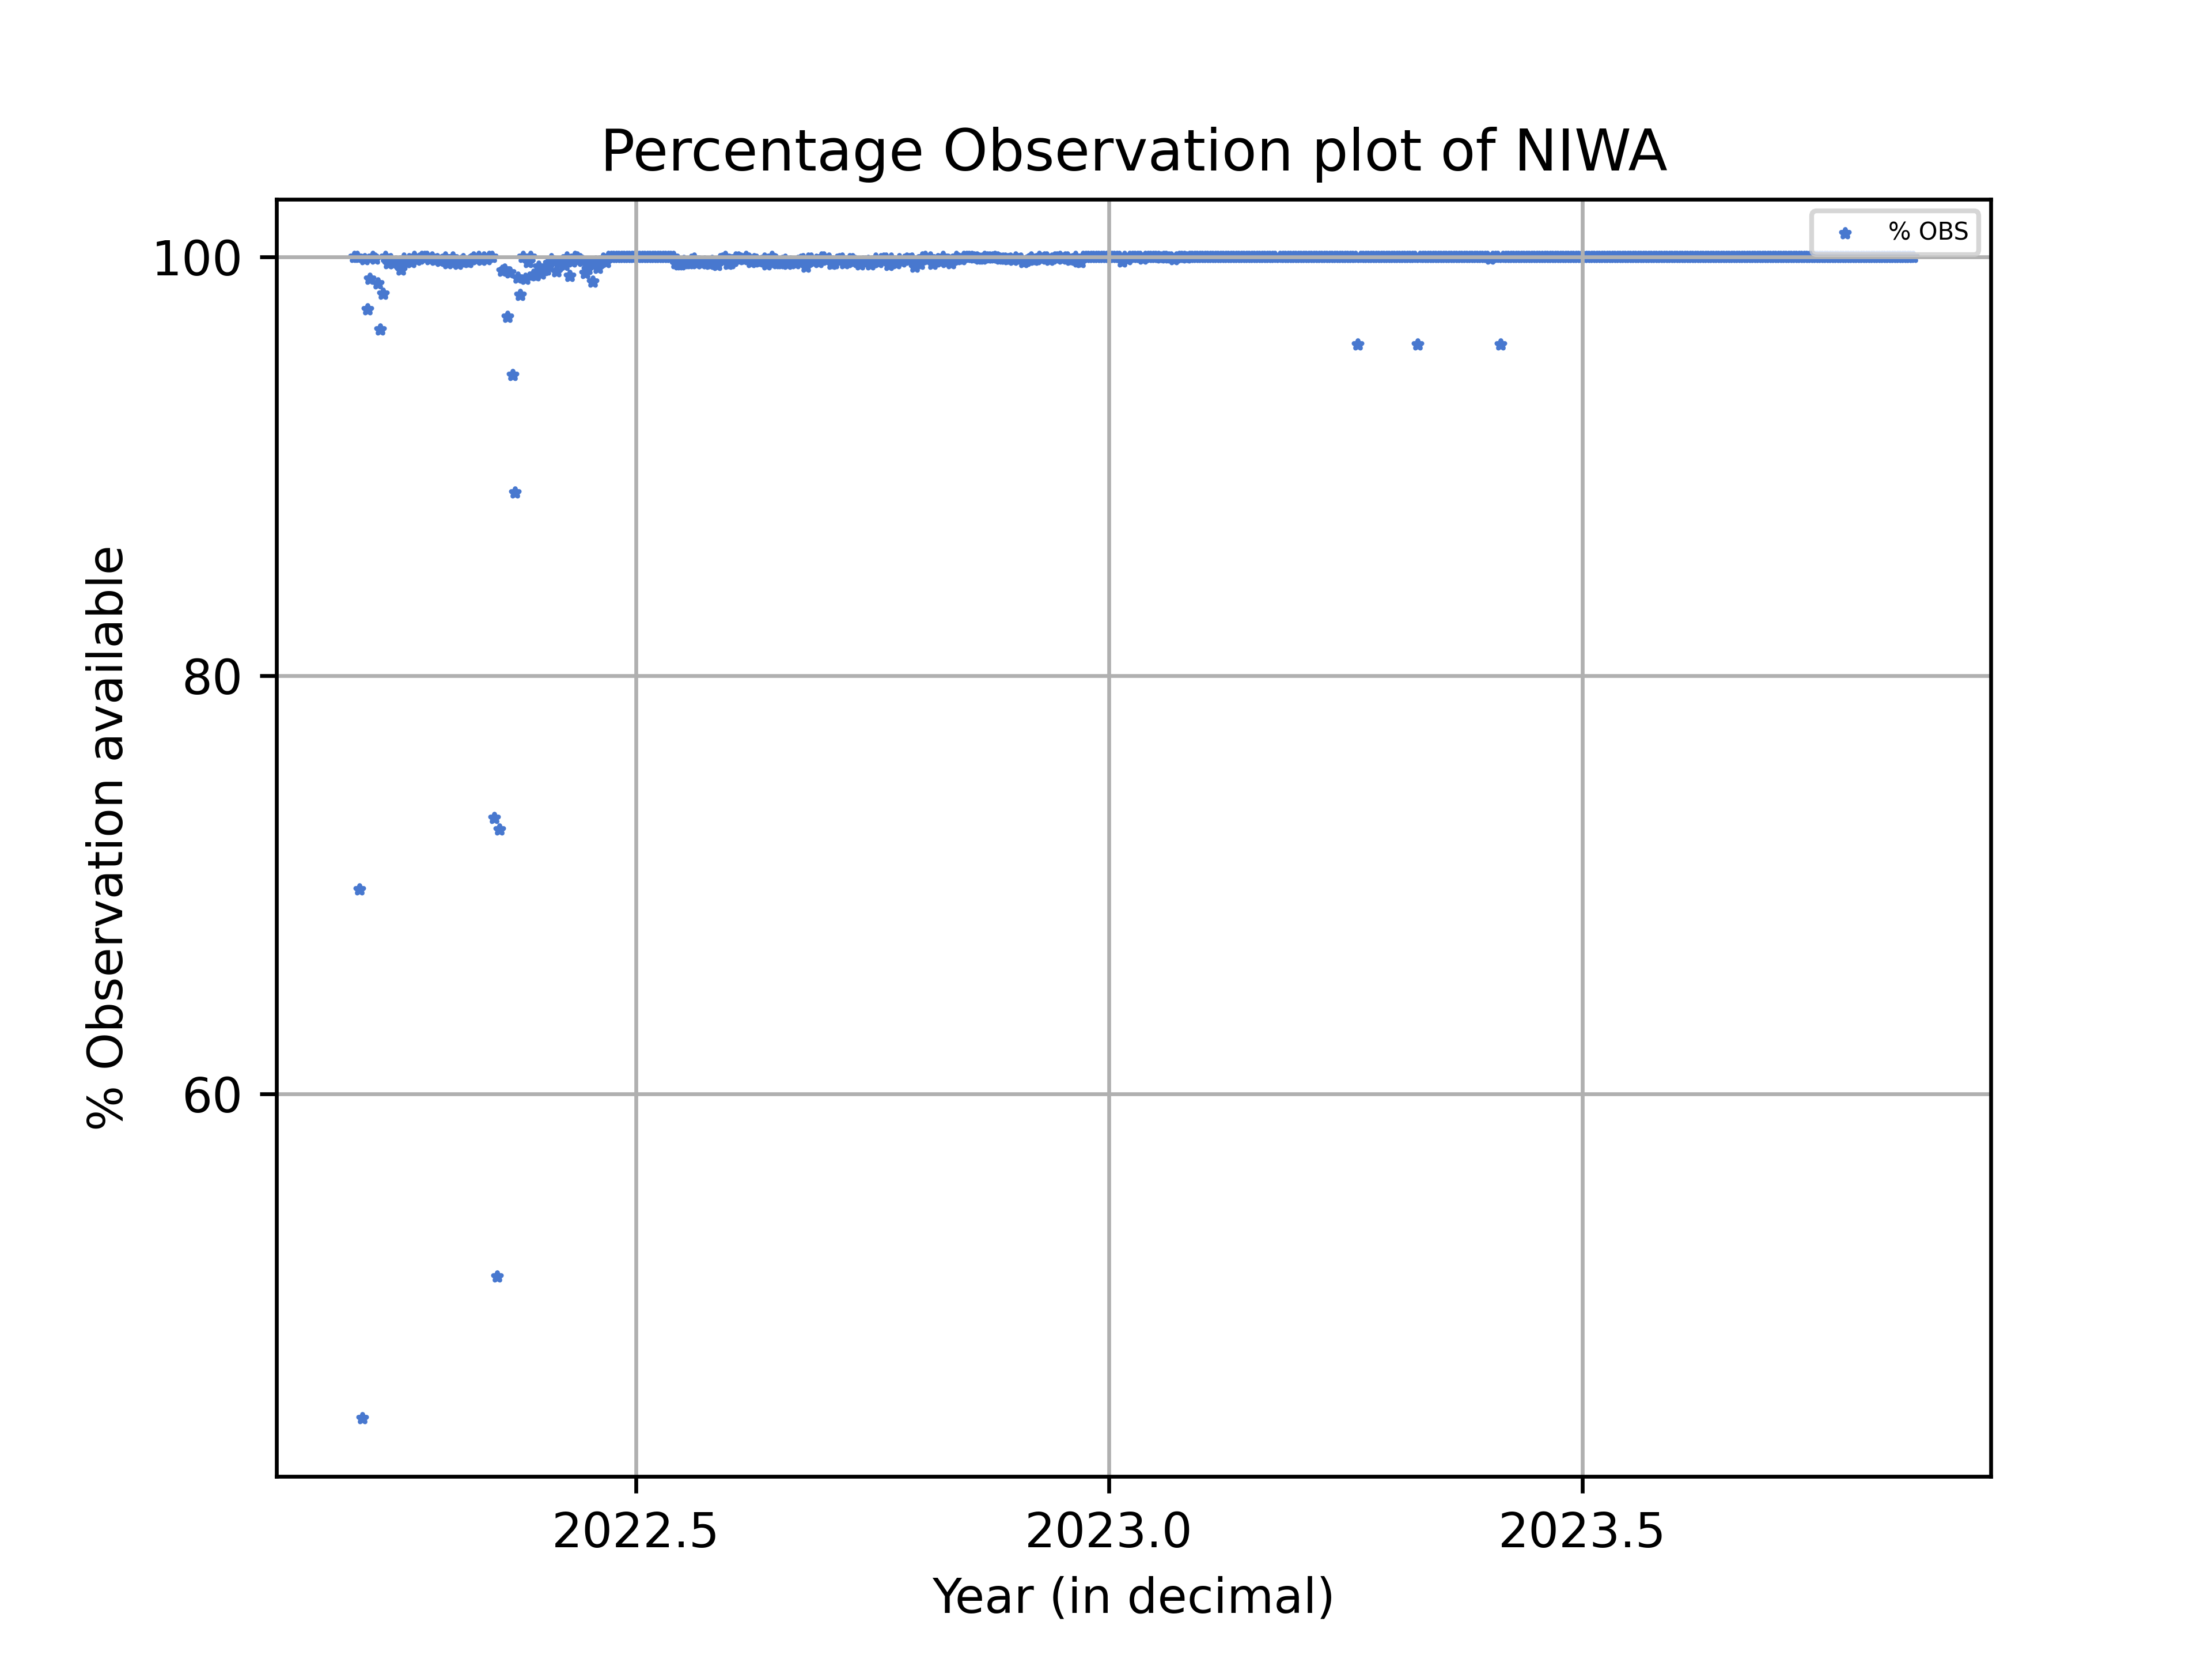 Percentage Observation plot of NIWA
% OBS
% Observation available
100
80
60
2022.5 2023.0 2023.5
Year (in decimal)